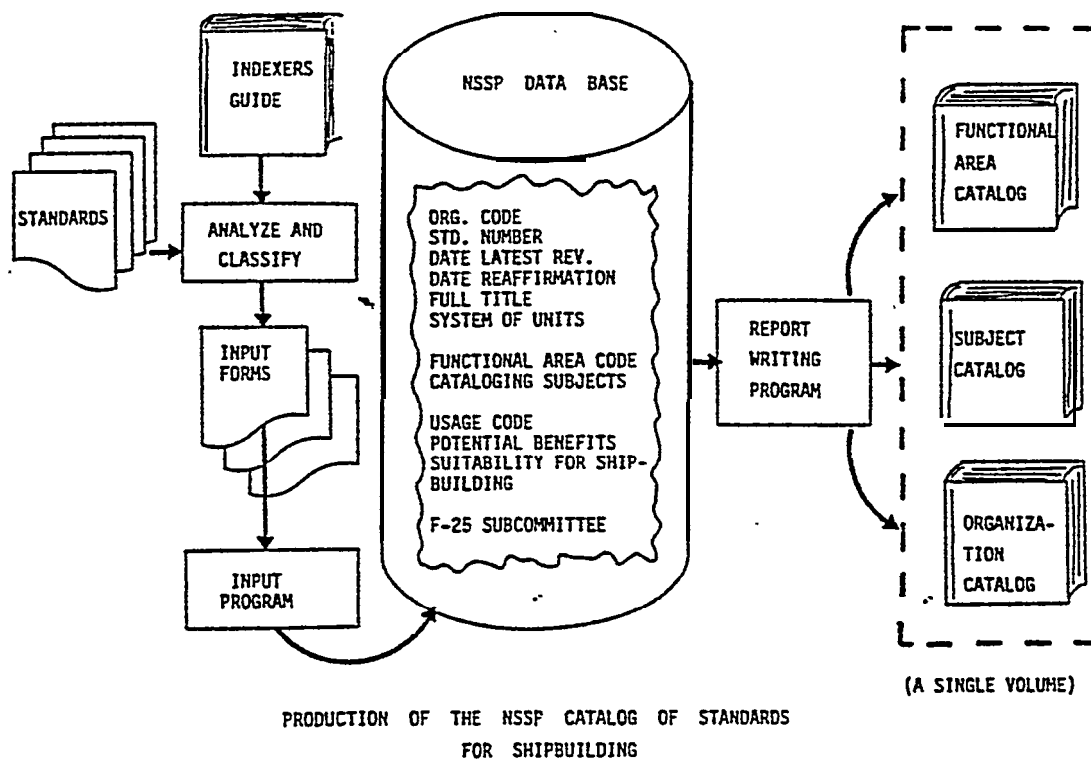 INDEXERS
GUIDE
STANDARDS
ANALYZE AND
CLASSIFY
INPUT
FORMS
INPUT
PROGRAM
NSSP DATA BASE
ORG. CODE
STD. NUMBER
DATE LATEST REV.
DATE REAFFIRMATION
FULL TITLE
SYSTEM OF UNITS
FUNCTIONAL AREA CODE
CATALOGING SUBJECTS
USAGE CODE
POTENTIAL BENEFITS
SUITABILITY FOR SHIP-
BUILDING
F-25 SUBCOMMITTEE
REPORT
WRITING
PROGRAM
FUNCTIONAL
AREA
CATALOG
SUBJECT
CATALOG
ORGANIZA-
TION
CATALOG
(A SINGLE VOLUME)
PRODUCTION OF THE NSSP CATALOG OF STANDARDS
FOR SHIPBUILDING